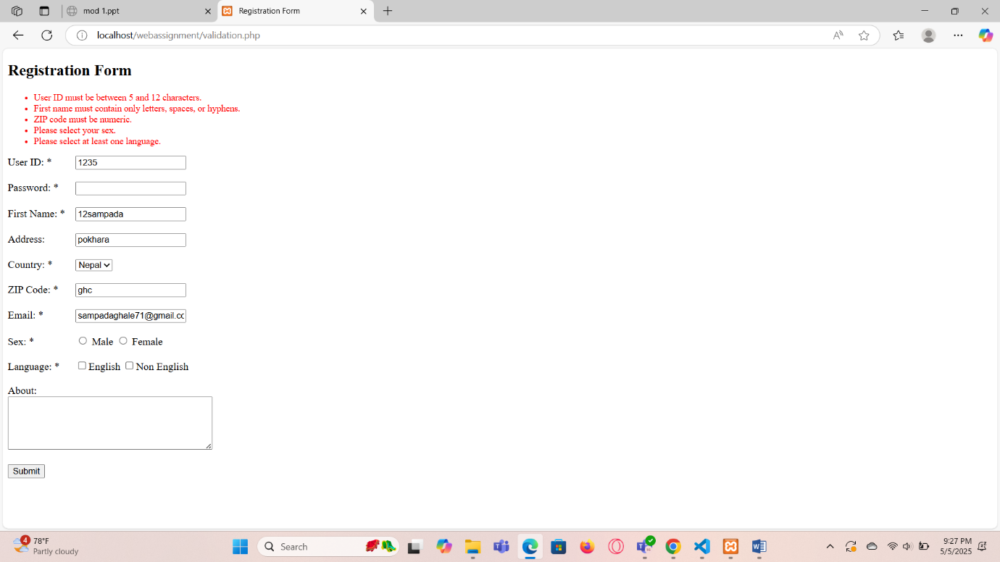 mod 1.ppt
Registration Form
localhost/webassignment/validation.php
Registration Form
User ID must be between 5 and 12 characters.
First name must contain only letters, spaces, or hyphens.
ZIP code must be numeric.
Please select your sex.
Please select at least one language.
User ID: * 1235
Password: *
First Name: * 12sampada
Address: pokhara
Country: * Nepal
ZIP Code: * ghc
Email: * sampadaghale71@gmail.cc
Sex: * Male Female
Language: * English Non English
About:
Submit
4
78°F
Partly cloudy
Search
9:27 PM
5/5/2025